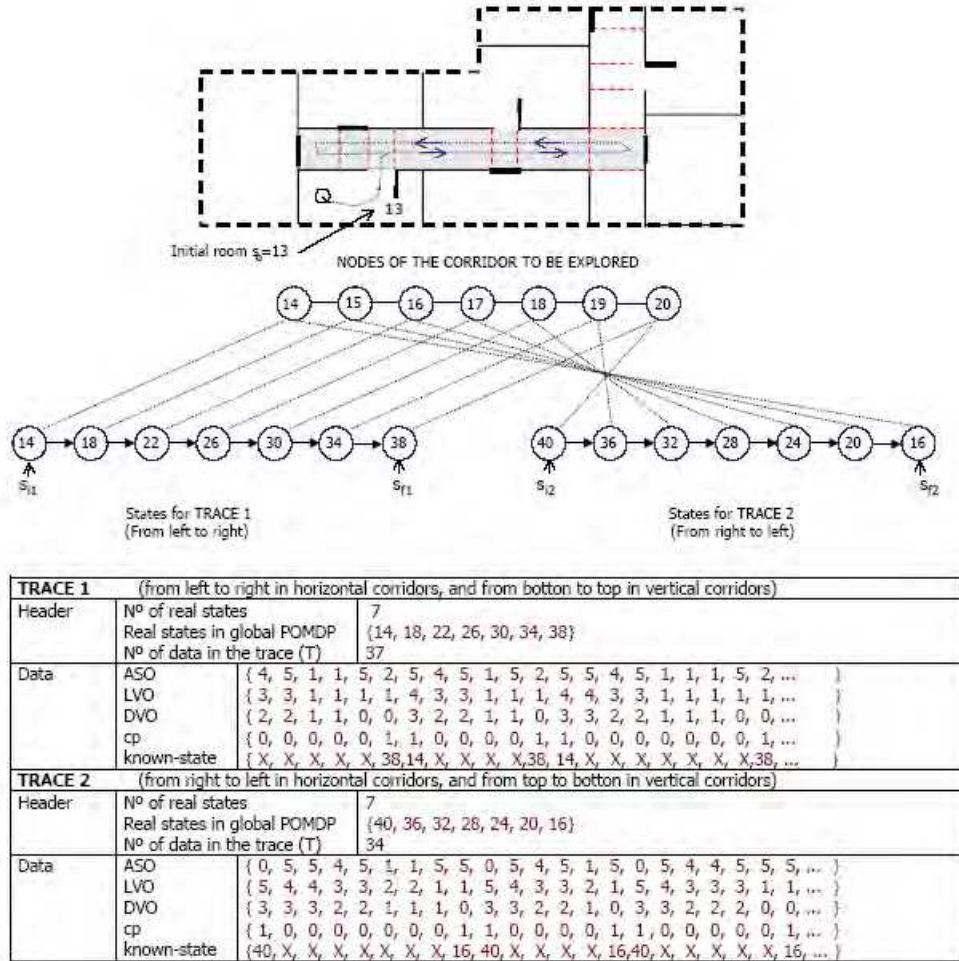 13
Initial room s0=13
NODES OF THE CORRIDOR TO BE EXPLORED
14 15 16 17 18 19 20
14 18 22 26 30 34 38 40 36 32 28 24 20 16
si1 sf1 si2 sf2
States for TRACE 1
(From left to right)
States for TRACE 2
(From right to left)
TRACE 1 (from left to right in horizontal corridors, and from botton to top in vertical corridors)
Header Nº of real states 7
Real states in global POMDP {14, 18, 22, 26, 30, 34, 38}
Nº of data in the trace (T) 37
Data ASO { 4, 5, 1, 1, 5, 2, 5, 4, 5, 1, 5, 2, 5, 5, 4, 5, 1, 1, 1, 5, 2, ... }
LVO { 3, 3, 1, 1, 1, 1, 4, 3, 3, 1, 1, 1, 4, 4, 3, 3, 1, 1, 1, 1, 1, ... }
DVO { 2, 2, 1, 1, 0, 0, 3, 2, 2, 1, 1, 0, 3, 3, 2, 2, 1, 1, 1, 0, 0, ... }
cp { 0, 0, 0, 0, 0, 1, 1, 0, 0, 0, 0, 1, 1, 0, 0, 0, 0, 0, 0, 0, 1, ... }
known-state { X, X, X, X, X, 38,14, X, X, X, X,38, 14, X, X, X, X, X, X, X,38, ... }
TRACE 2 (from right to left in horizontal corridors, and from top to botton in vertical corridors)
Header Nº of real states 7
Real states in global POMDP {40, 36, 32, 28, 24, 20, 16}
Nº of data in the trace (T) 34
Data ASO { 0, 5, 5, 4, 5, 1, 1, 5, 5, 0, 5, 4, 5, 1, 5, 0, 5, 4, 4, 5, 5, 5, ... }
LVO { 5, 4, 4, 3, 3, 2, 2, 1, 1, 5, 4, 3, 3, 2, 1, 5, 4, 3, 3, 3, 1, 1, ... }
DVO { 3, 3, 3, 2, 2, 1, 1, 1, 0, 3, 3, 2, 2, 1, 0, 3, 3, 2, 2, 2, 0, 0, ... }
cp { 1, 0, 0, 0, 0, 0, 0, 0, 1, 1, 0, 0, 0, 0, 1, 1, 0, 0, 0, 0, 0, 1, ... }
known-state {40, X, X, X, X, X, X, X, 16, 40, X, X, X, X, 16,40, X, X, X, X, X, 16, ... }